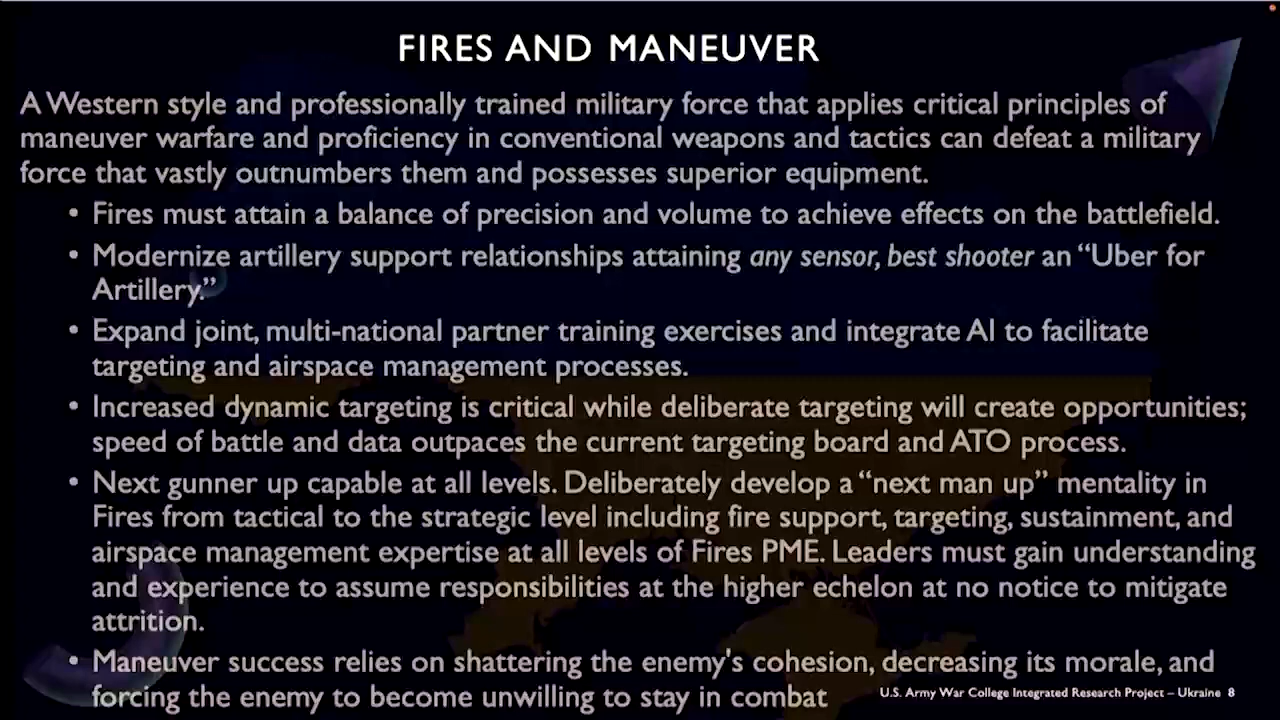 FIRES AND MANEUVER
A Western style and professionally trained military force that applies critical principles of
maneuver warfare and proficiency in conventional weapons and tactics can defeat a military
force that vastly outnumbers them and possesses superior equipment.
• Fires must attain a balance of precision and volume to achieve effects on the battlefield.
• Modernize artillery support relationships attaining any sensor, best shooter an “Uber for
Artillery.”
• Expand joint, multi-national partner training exercises and integrate AI to facilitate
targeting and airspace management processes.
• Increased dynamic targeting is critical while deliberate targeting will create opportunities;
speed of battle and data outpaces the current targeting board and ATO process.
• Next gunner up capable at all levels. Deliberately develop a “next man up” mentality in
Fires from tactical to the strategic level including fire support, targeting, sustainment, and
airspace management expertise at all levels of Fires PME. Leaders must gain understanding
and experience to assume responsibilities at the higher echelon at no notice to mitigate
attrition.
• Maneuver success relies on shattering the enemy's cohesion, decreasing its morale, and
forcing the enemy to become unwilling to stay in combat
U.S. Army War College Integrated Research Project – Ukraine 8